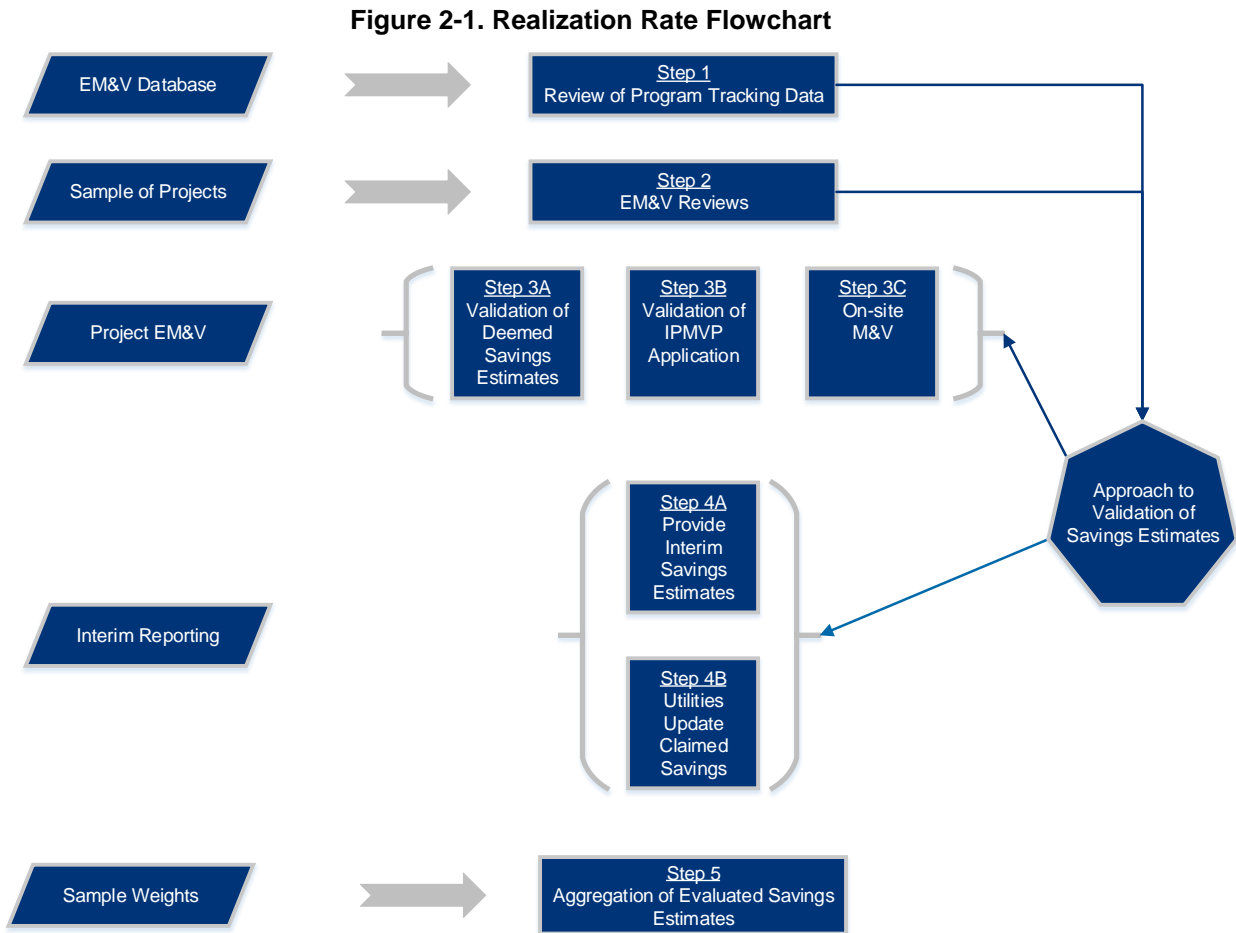 Figure 2-1. Realization Rate Flowchart
EM&V Database
Step 1
Review of Program Tracking Data
Sample of Projects
Step 2
EM&V Reviews
Project EM&V
Step 3A
Validation of
Deemed
Savings
Estimates
Step 3B
Validation of
IPMVP
Application
Step 3C
On-site
M&V
Approach to
Validation of
Savings Estimates
Interim Reporting
Step 4A
Provide
Interim
Savings
Estimates
Step 4B
Utilities
Update
Claimed
Savings
Sample Weights
Step 5
Aggregation of Evaluated Savings
Estimates